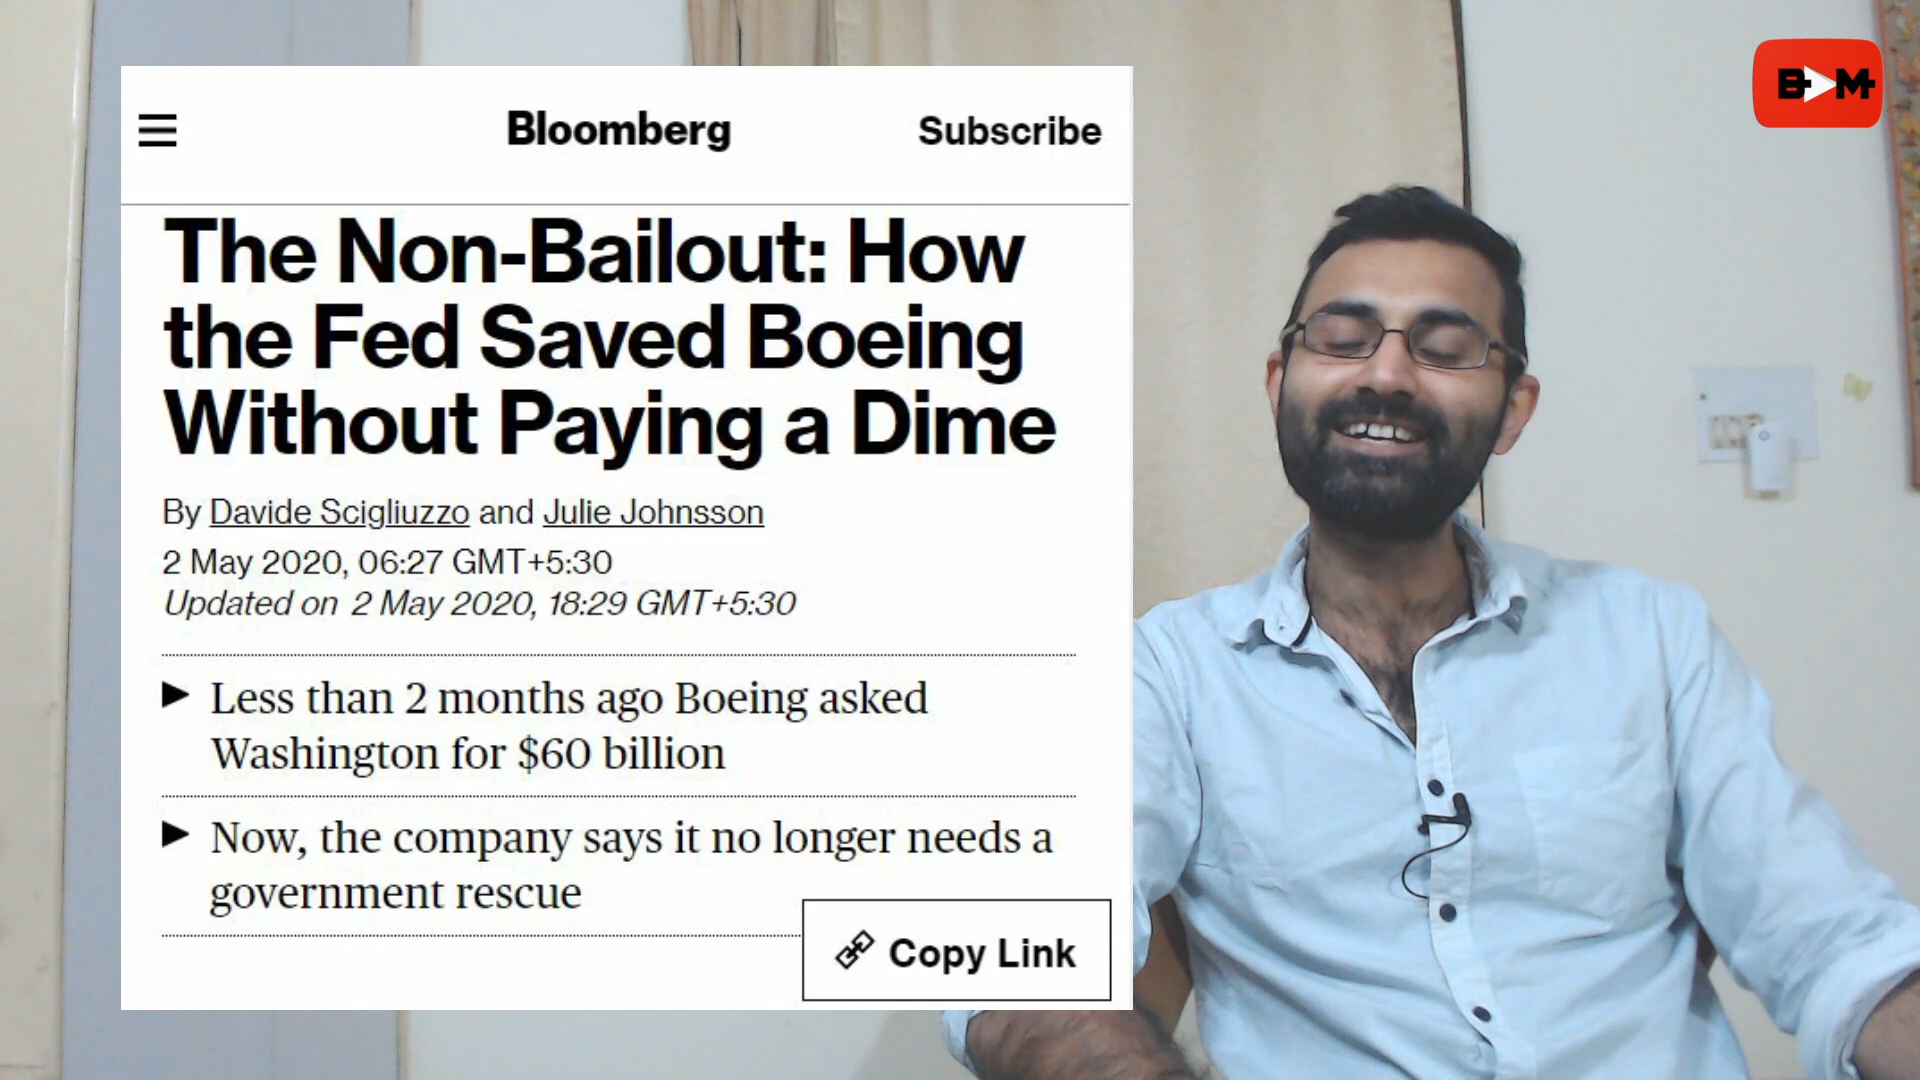 Bloomberg
Subscribe
The Non-Bailout: How
the Fed Saved Boeing
Without Paying a Dime
By Davide Scigliuzzo and Julie Johnsson
2 May 2020, 06:27 GMT+5:30
Updated on 2 May 2020, 18:29 GMT+5:30
Less than 2 months ago Boeing asked
Washington for $60 billion
Now, the company says it no longer needs a
government rescue
Copy Link
B M